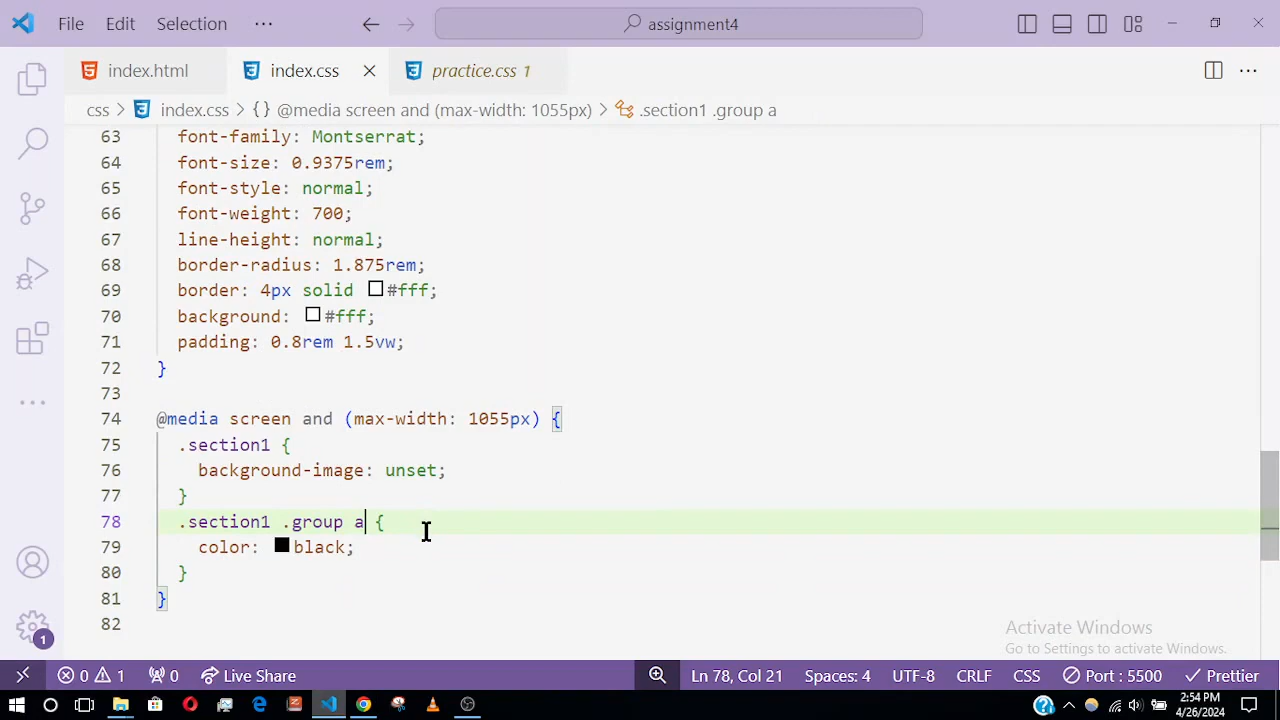 File Edit Selection ··· assignment4
index.html index.css practice.css 1
css > index.css > {} @media screen and (max-width: 1055px) > .section1 .group a
63 font-family: Montserrat;
64 font-size: 0.9375rem;
65 font-style: normal;
66 font-weight: 700;
67 line-height: normal;
68 border-radius: 1.875rem;
69 border: 4px solid #fff;
70 background: #fff;
71 padding: 0.8rem 1.5vw;
72 }
73
74 @media screen and (max-width: 1055px) {
75 .section1 {
76 background-image: unset;
77 }
78 .section1 .group a {
79 color: black;
80 }
81 }
82
Activate Windows
Go to Settings to activate Windows.
1
0 1 0 Live Share Ln 78, Col 21 Spaces: 4 UTF-8 CRLF CSS Port : 5500 Prettier
2:54 PM
4/26/2024